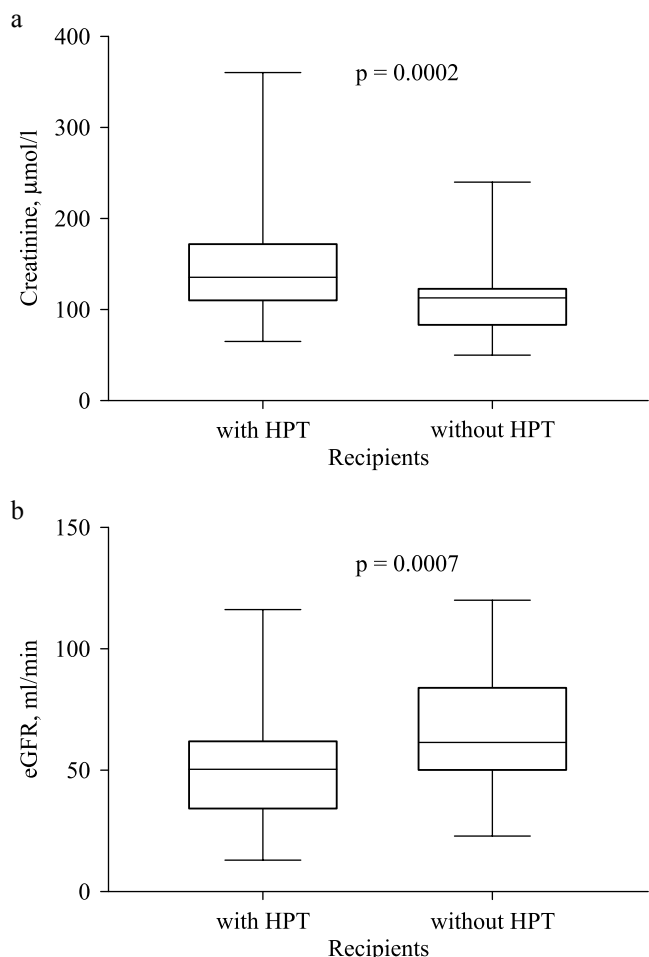 a
400
p = 0.0002
300
Creatinine, μmol/l
200
100
0
with HPT without HPT
Recipients
b
150
p = 0.0007
100
eGFR, ml/min
50
0
with HPT without HPT
Recipients